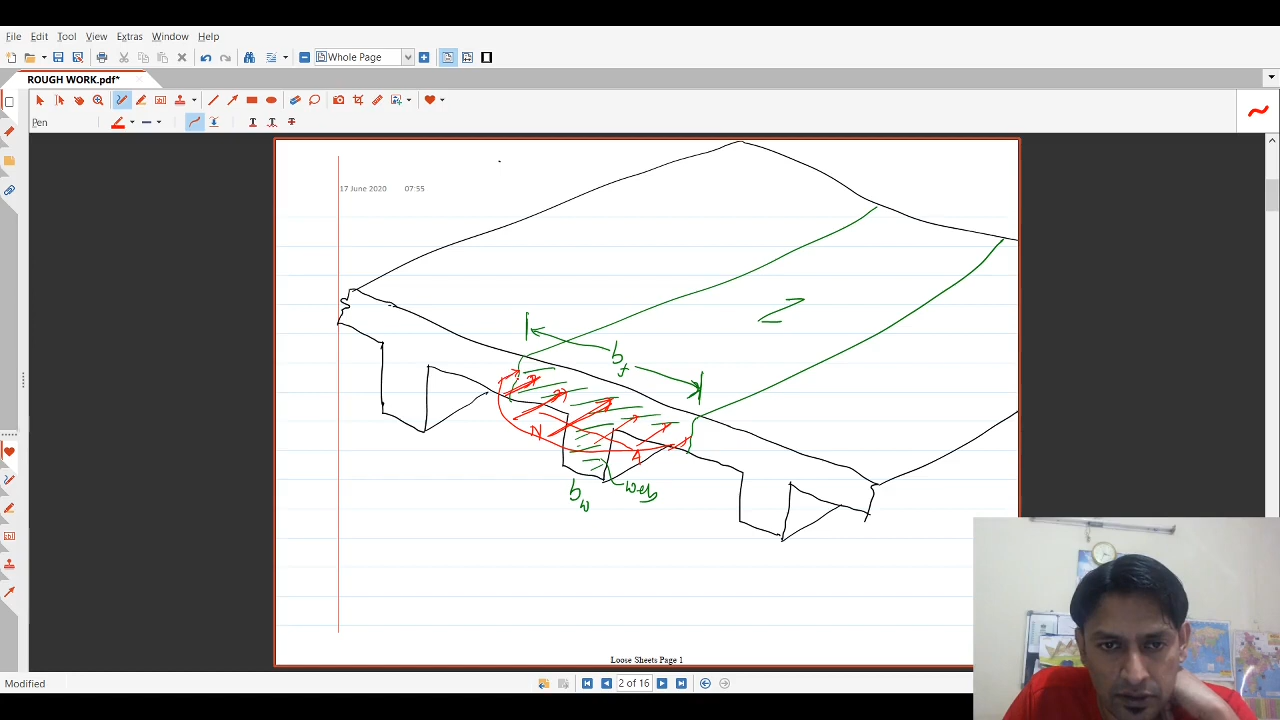 File Edit Tool View Extras Window Help
Whole Page
ROUGH WORK.pdf*
Pen
17 June 2020 07:55
bf
N
A
web
bw
Loose Sheets Page 1
Modified
2 of 16